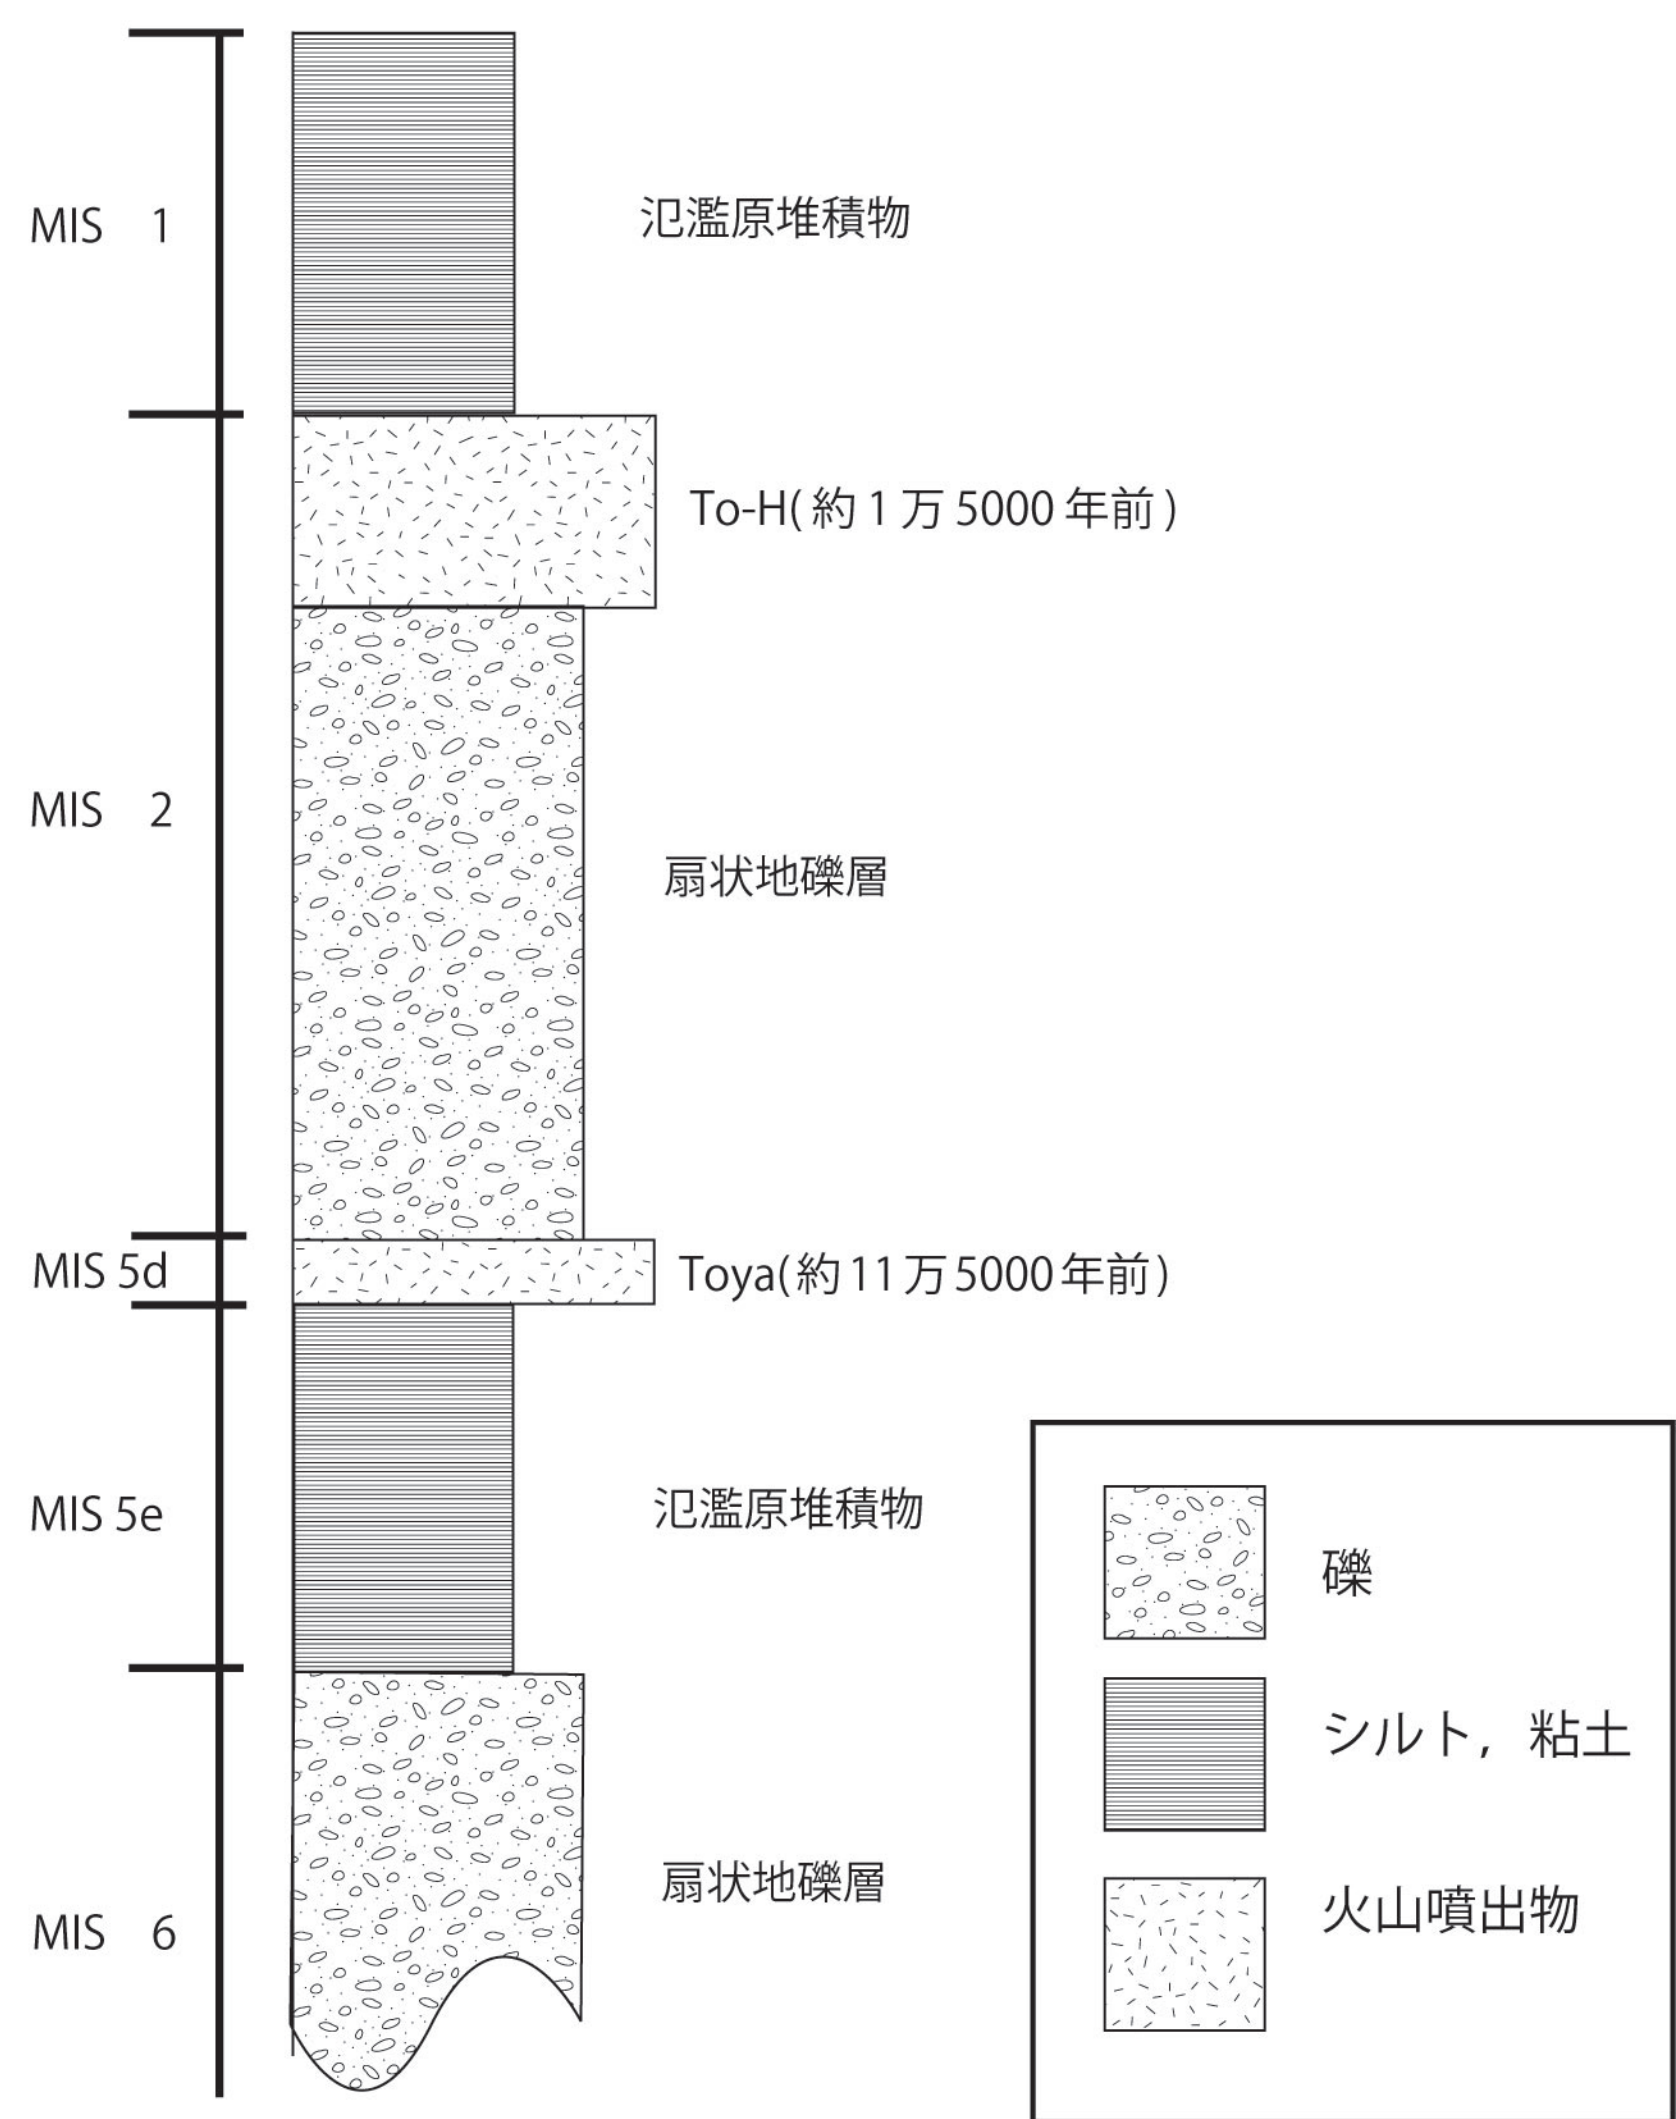 MIS 1
氾濫原堆積物
To-H(約1万5000年前)
MIS 2
扇状地礫層
MIS 5d
Toya(約11万5000年前)
MIS 5e
氾濫原堆積物
扇状地礫層
MIS 6
礫
シルト，粘土
火山噴出物